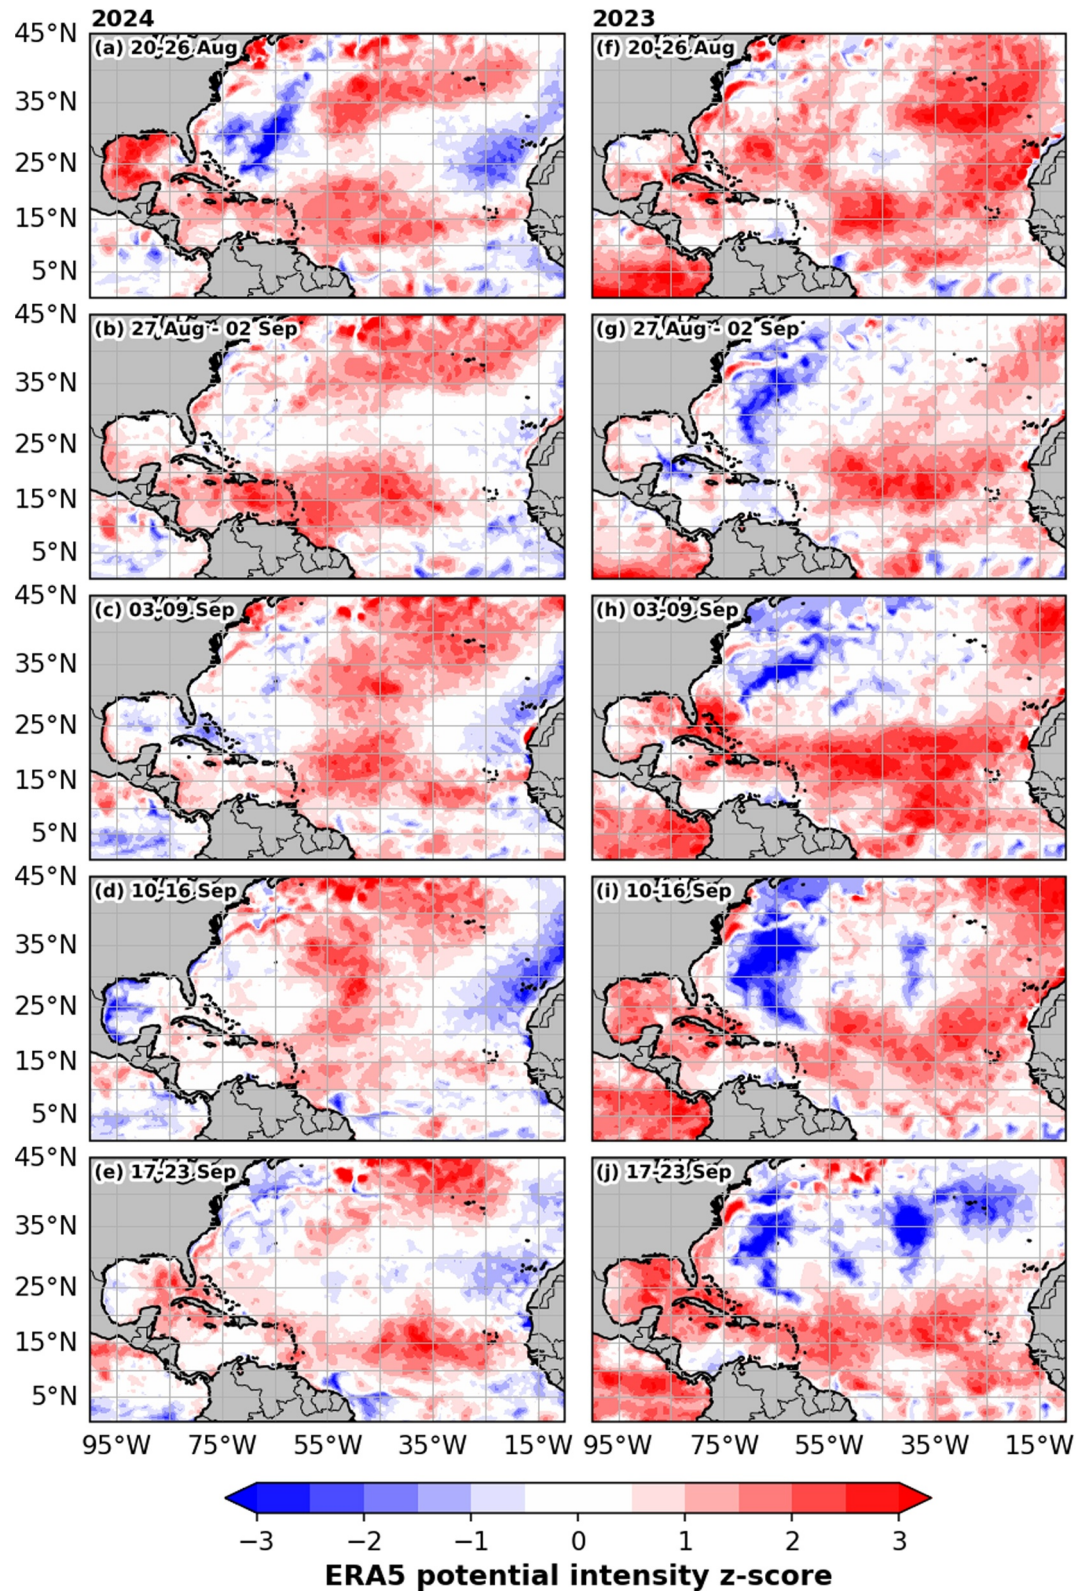 2024 2023
45°N (a) 20-26 Aug (f) 20-26 Aug
35°N
25°N
15°N
5°N
45°N (b) 27 Aug - 02 Sep (g) 27 Aug - 02 Sep
35°N
25°N
15°N
5°N
45°N (c) 03-09 Sep (h) 03-09 Sep
35°N
25°N
15°N
5°N
45°N (d) 10-16 Sep (i) 10-16 Sep
35°N
25°N
15°N
5°N
45°N (e) 17-23 Sep (j) 17-23 Sep
35°N
25°N
15°N
5°N
95°W 75°W 55°W 35°W 15°W 95°W 75°W 55°W 35°W 15°W
−3 −2 −1 0 1 2 3
ERA5 potential intensity z-score